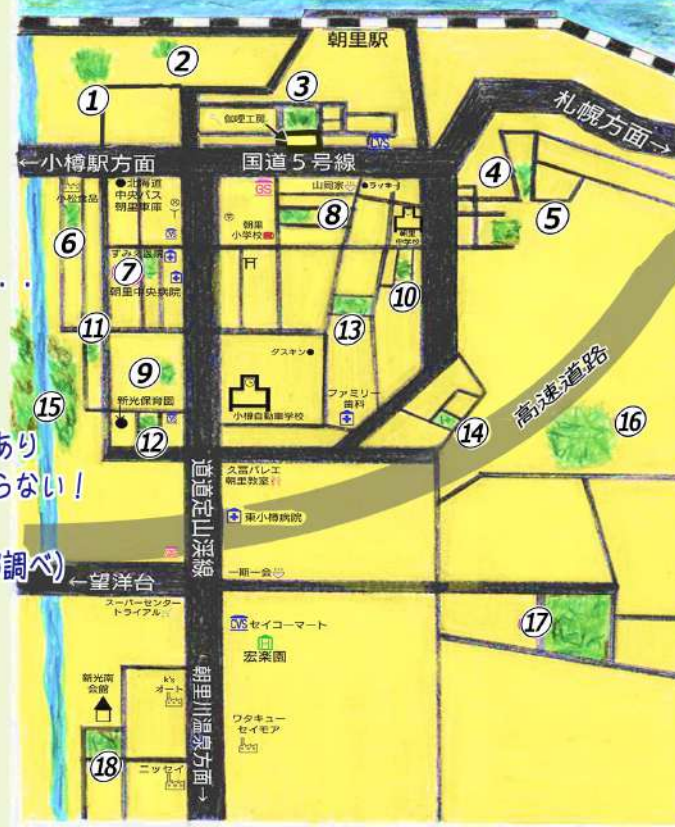 朝里駅
①
②
③
伽哩工房
CVS
札幌方面→
←小樽駅方面
国道5号線
小松食品
●北海道
中央バス
朝里車庫
GS
山岡家
●ラッキー
④
⑤
⑥
⑧
朝里
小学校
朝里
中学校
すみえ医院
⑦
朝里中央病院
⑩
⑬
⑪
⑨
ダスキン●
新光保育園
小樽自動車学校
ファミリー
歯科
高速道路
⑮
⑫
⑭
⑯
あり
らない!
調べ)
道道定山渓線
久富バレエ
朝里教室
東小樽病院
←望洋台
一期一会
スーパーセンター
トライアル
CVS セイコーマート
宏楽園
⑰
新光南
会館
k's
オート
←朝里川温泉方面→
ワタキュー
セイモア
⑱
ニッセイ